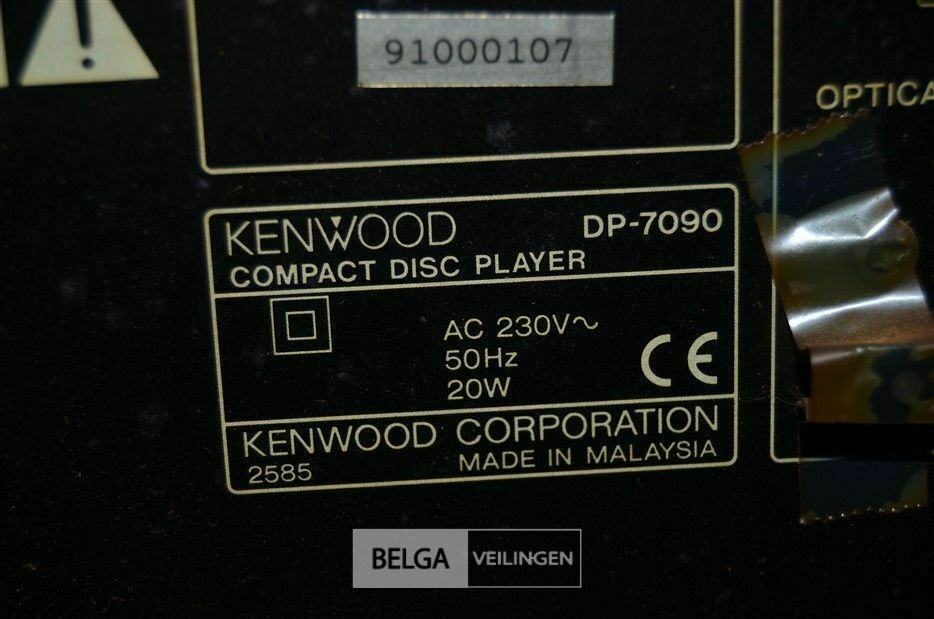 91000107
OPTICA
KENWOOD DP-7090
COMPACT DISC PLAYER
AC 230V~
50Hz
20W
CE
KENWOOD CORPORATION
2585 MADE IN MALAYSIA
BELGA VEILINGEN